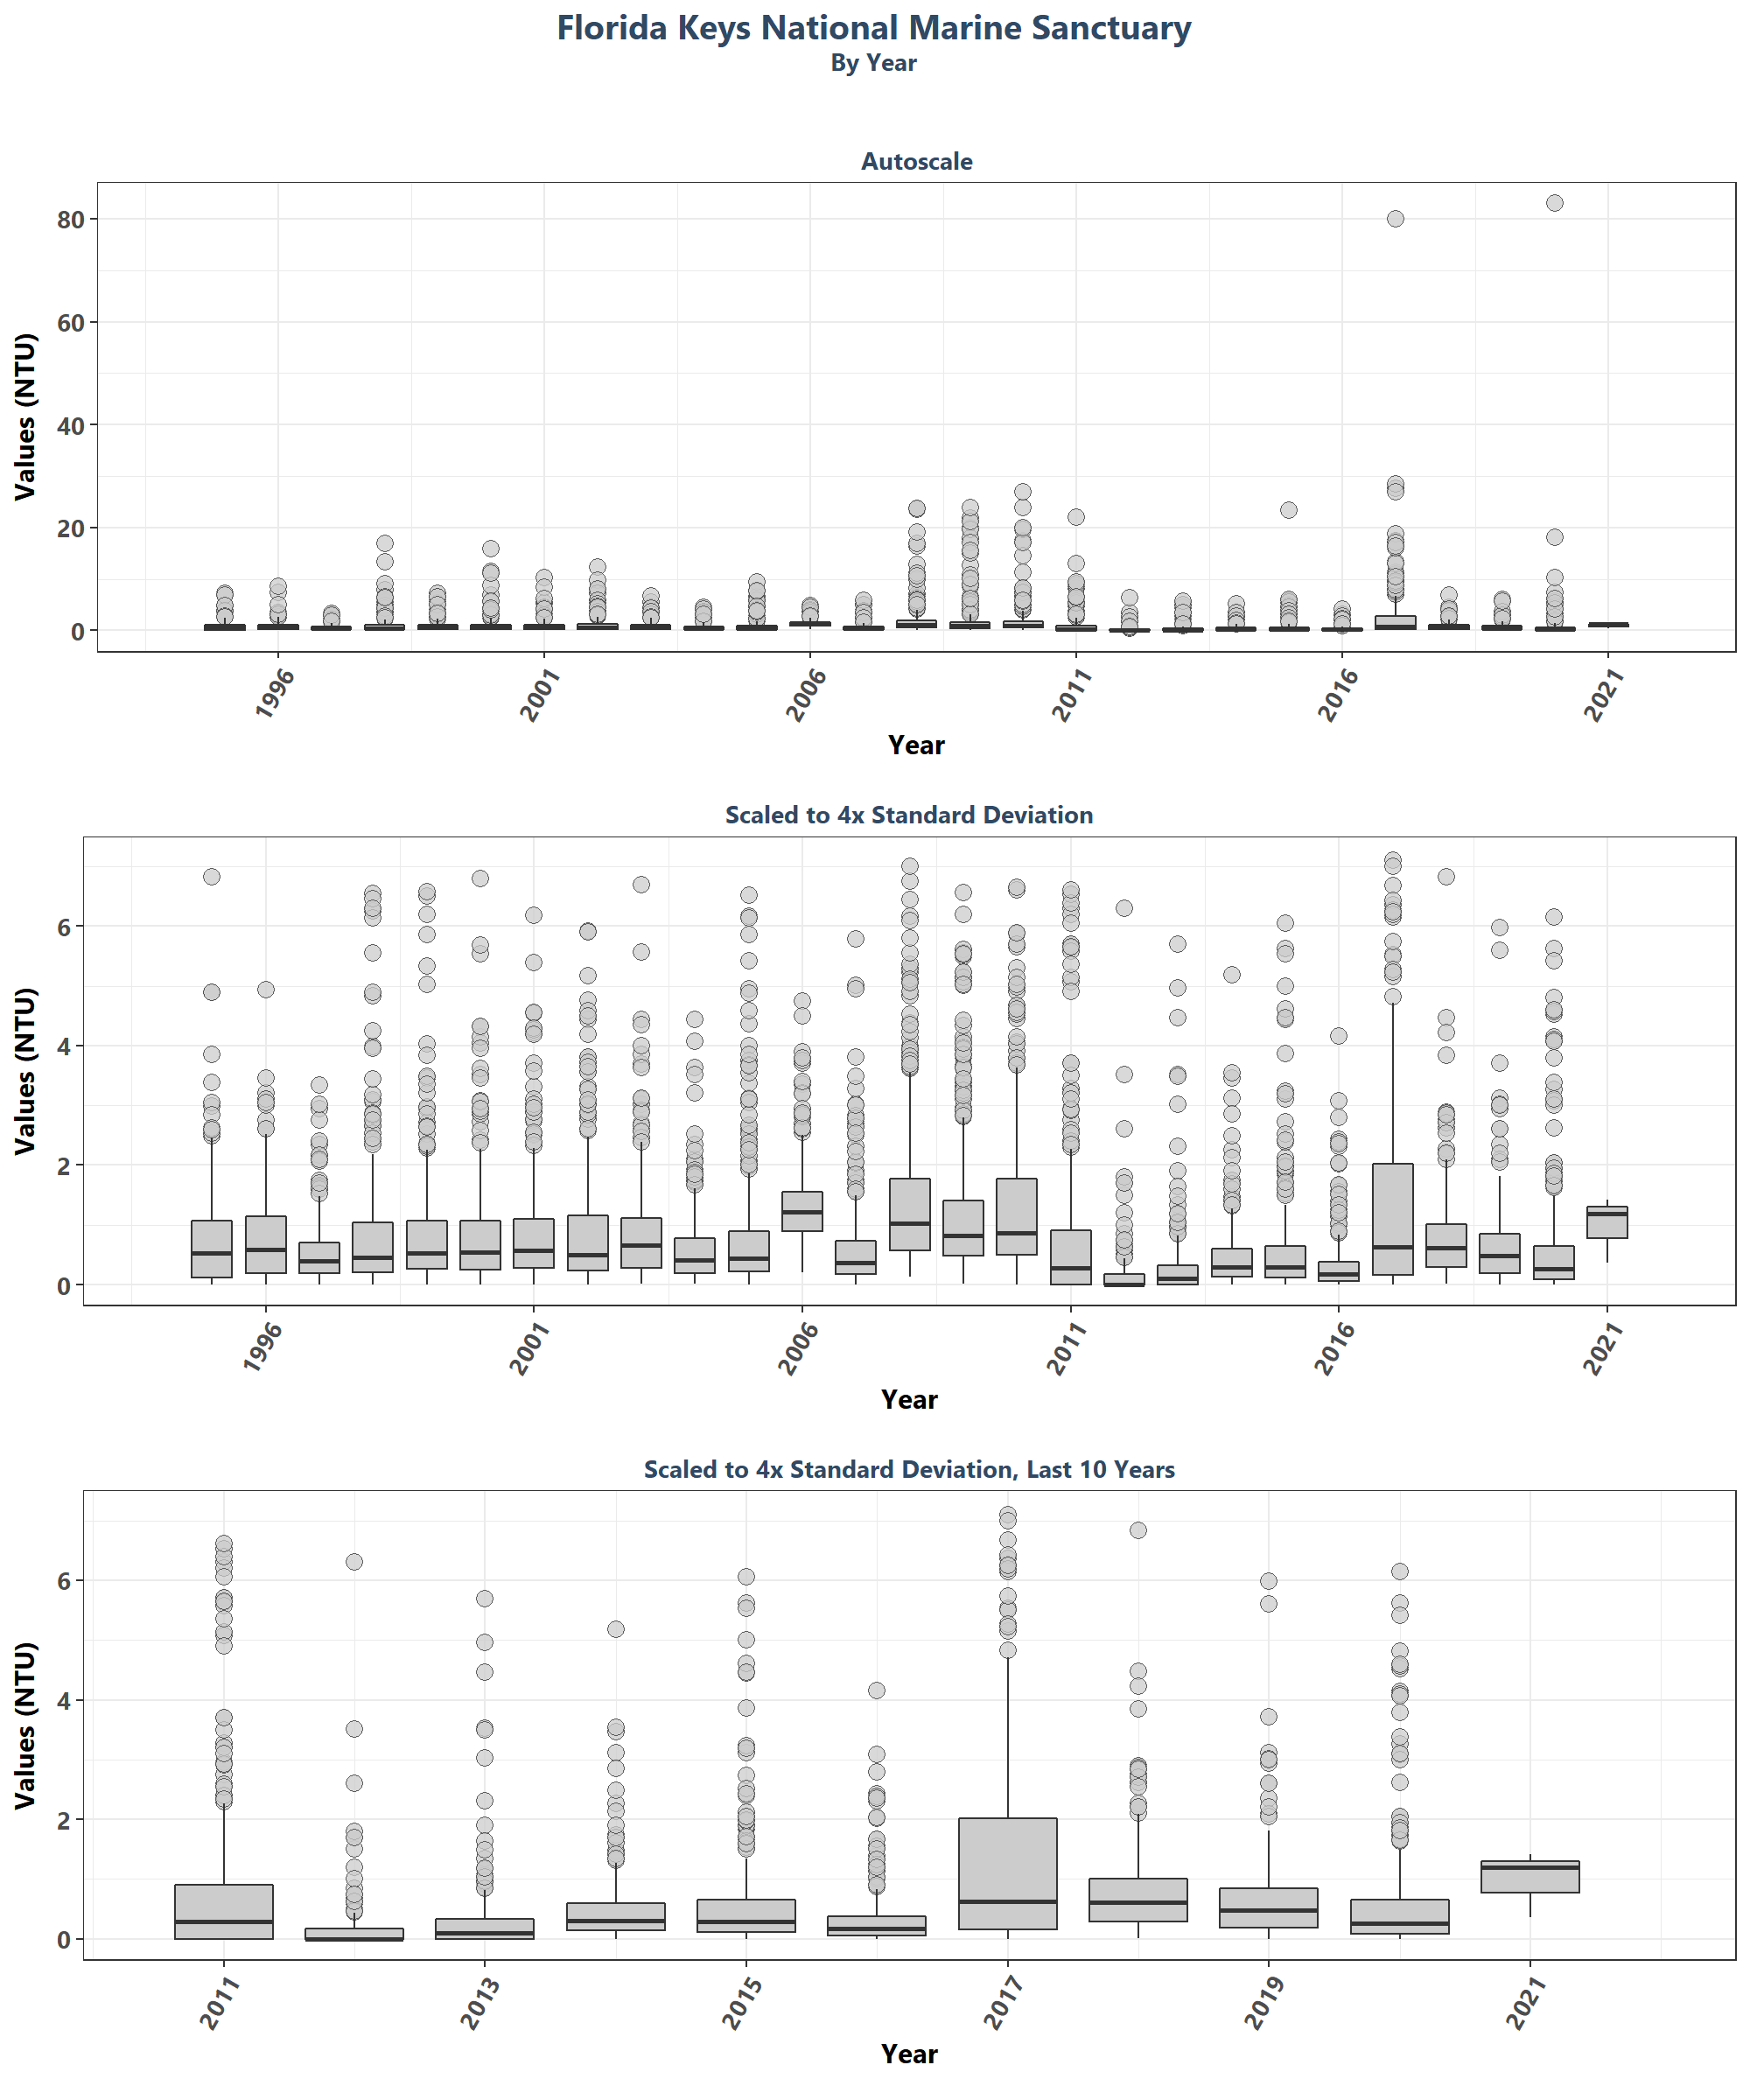 Florida Keys National Marine Sanctuary
By Year
Autoscale
Values (NTU)
80
60
40
20
0
1996
2001
2006
2011
2016
2021
Year
Scaled to 4x Standard Deviation
Values (NTU)
6
4
2
0
1996
2001
2006
2011
2016
2021
Year
Scaled to 4x Standard Deviation, Last 10 Years
Values (NTU)
6
4
2
0
2011
2013
2015
2017
2019
2021
Year